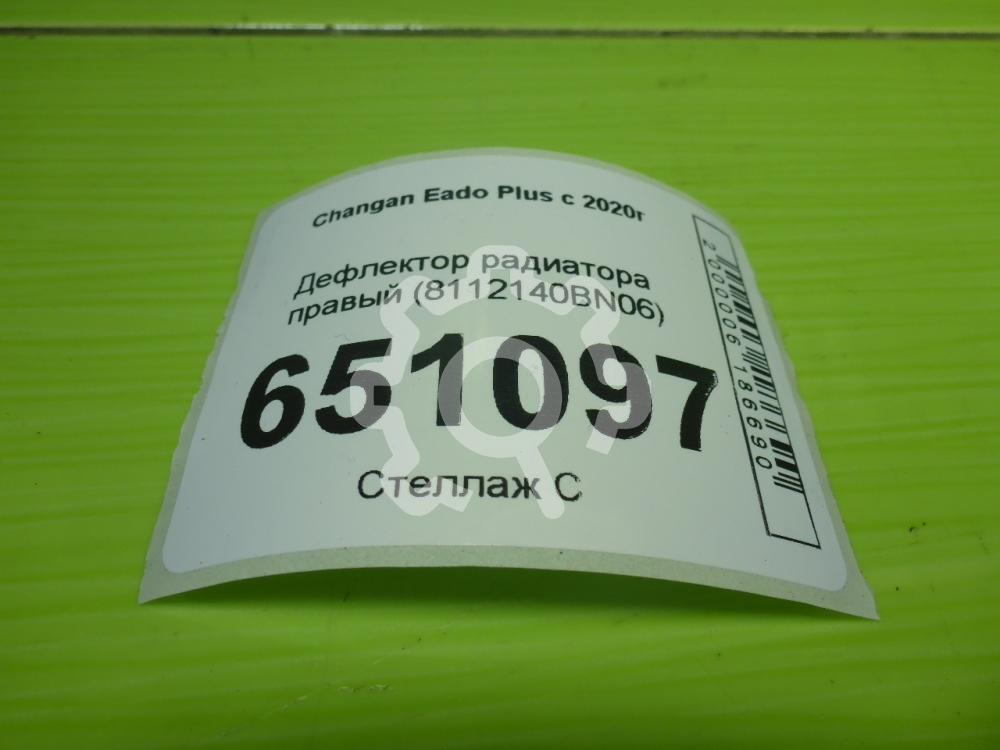 Changan Eado Plus с 2020г
Дефлектор радиатора
правый (8112140BN06)
651097
Стеллаж С
2000006186690